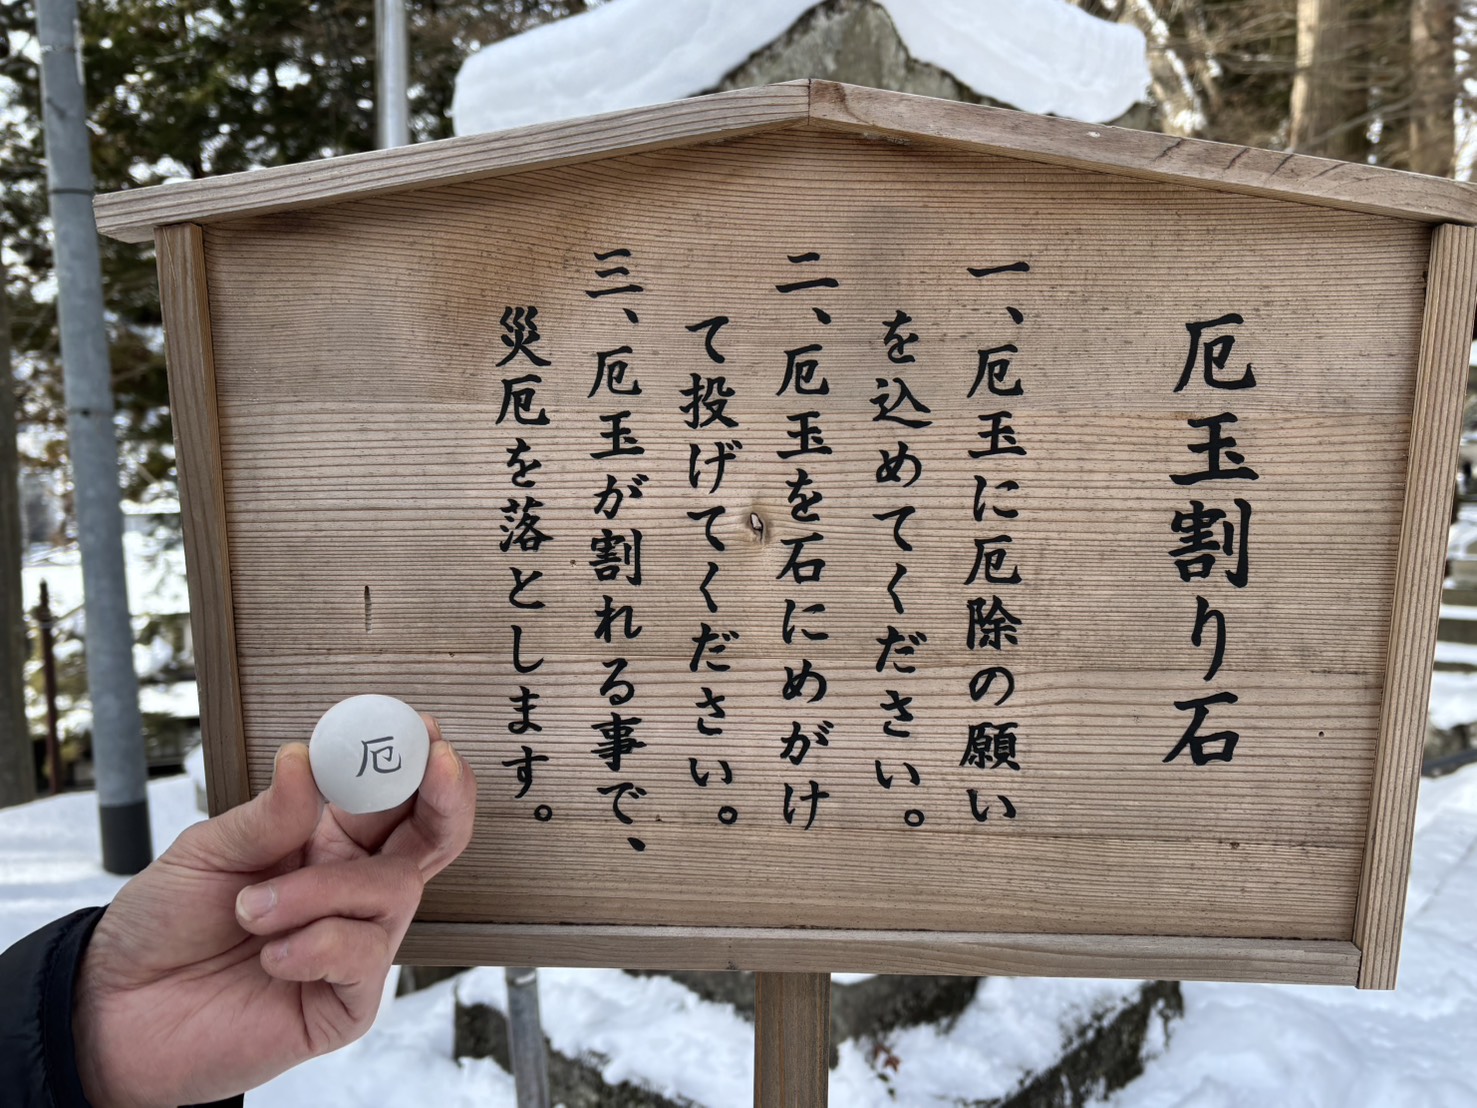 厄玉割り石
一、厄玉に厄除の願い
を込めてください。
二、厄玉を石にめがけ
て投げてください。
三、厄玉が割れる事で、
災厄を落とします。
厄